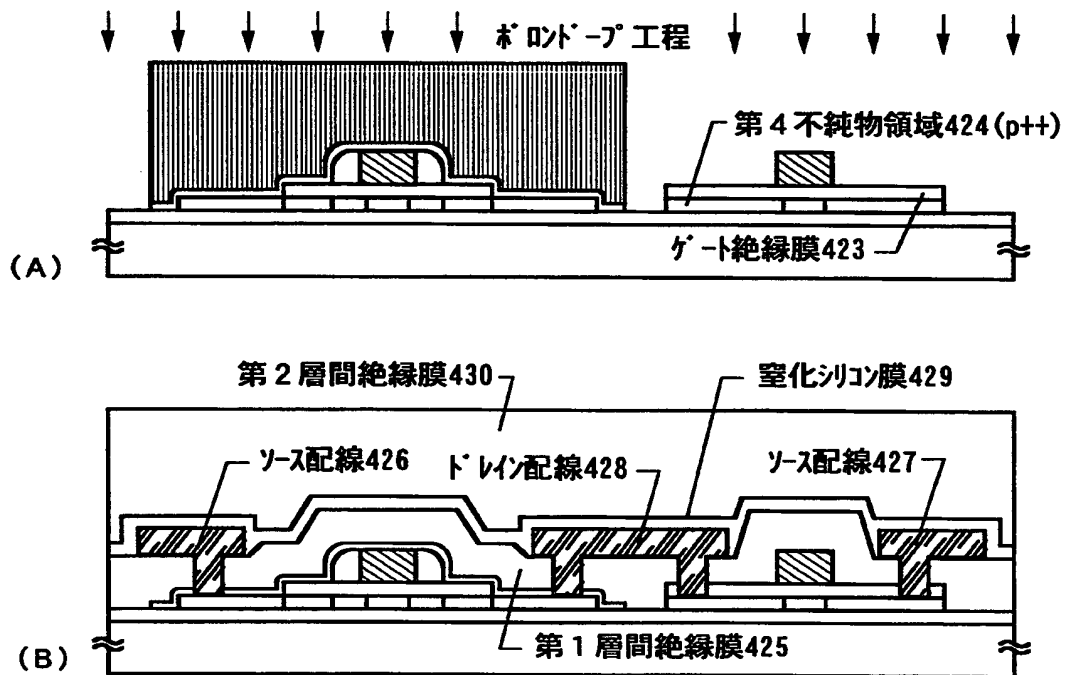 ボロンドープ工程
第4不純物領域424(p++)
ゲート絶縁膜423
(A)
第2層間絶縁膜430
窒化シリコン膜429
ソース配線426
ドレイン配線428
ソース配線427
第1層間絶縁膜425
(B)